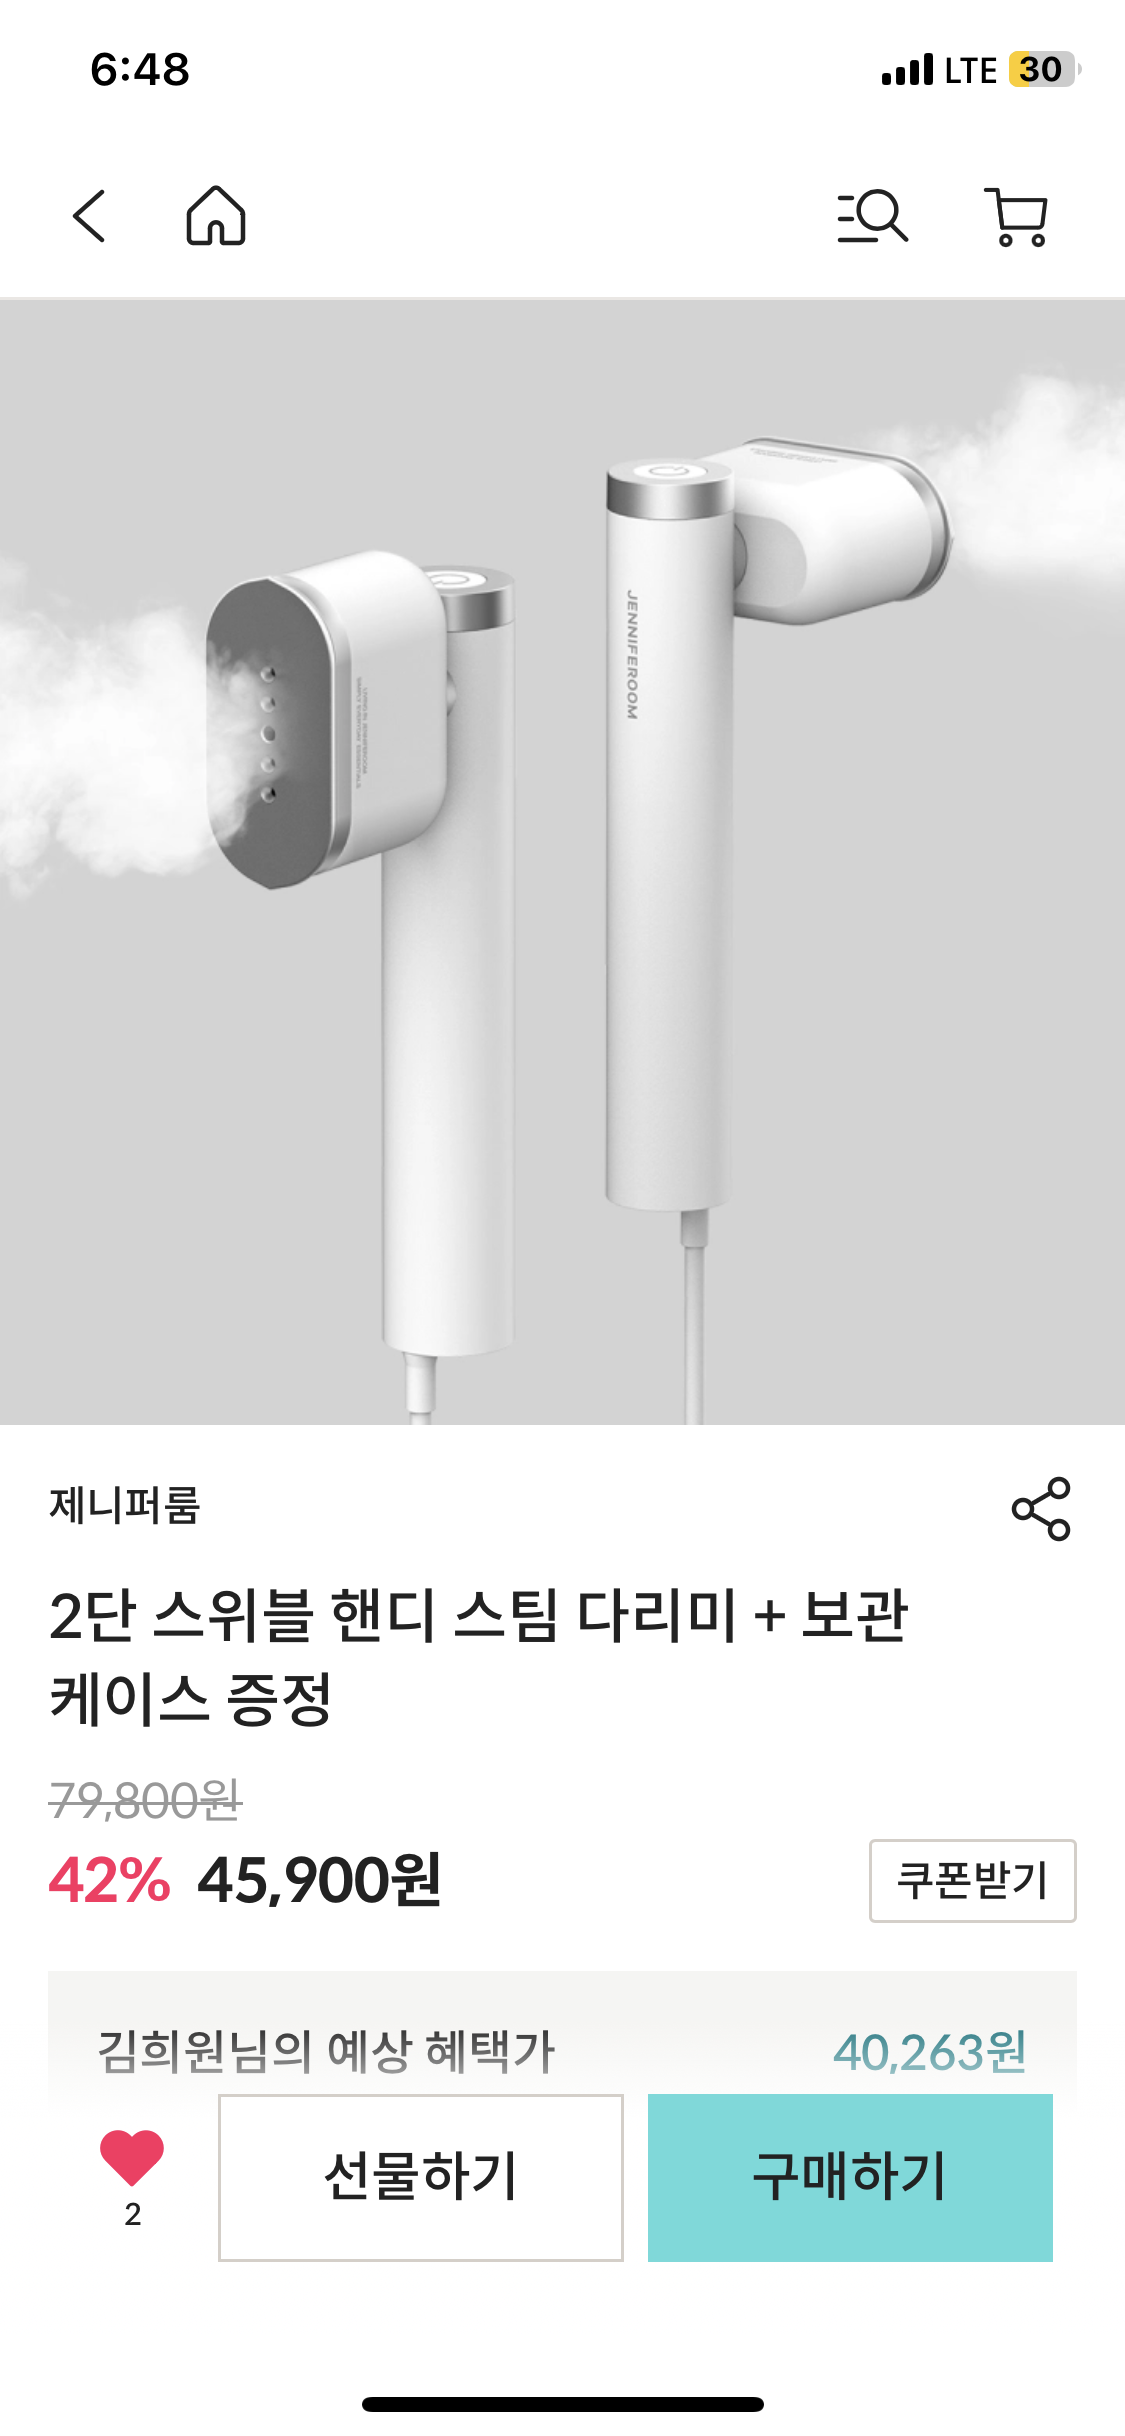 6:48
LTE 30
JENNIFEROOM
제니퍼룸
2단 스위블 핸디 스팀 다리미 + 보관
케이스 증정
79,800원
42% 45,900원
쿠폰받기
김희원님의 예상 혜택가 40,263원
선물하기
구매하기
2